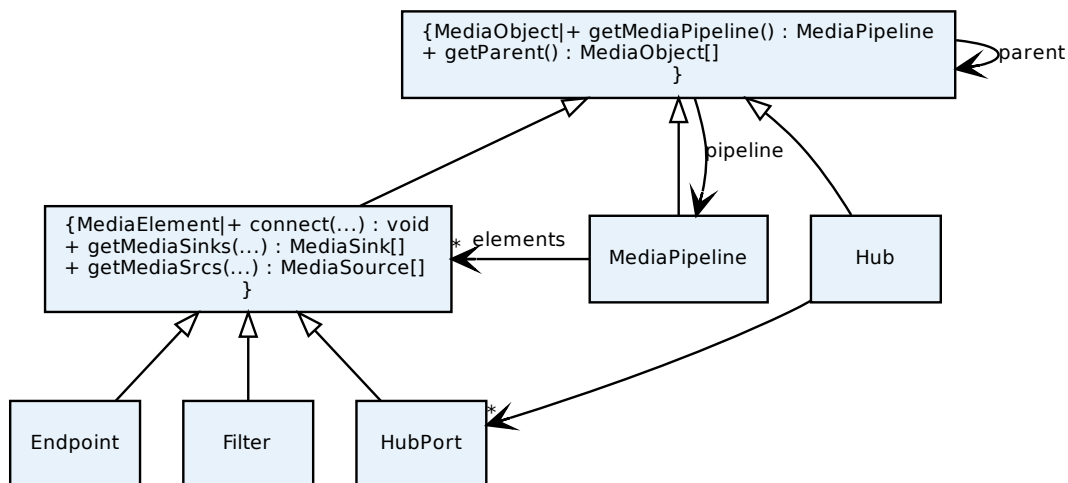 {MediaObject|+ getMediaPipeline() : MediaPipeline
+ getParent() : MediaObject[]
}
parent
pipeline
{MediaElement|+ connect(...) : void
+ getMediaSinks(...) : MediaSink[]
+ getMediaSrcs(...) : MediaSource[]
}
* elements
MediaPipeline
Hub
*
Endpoint
Filter
HubPort